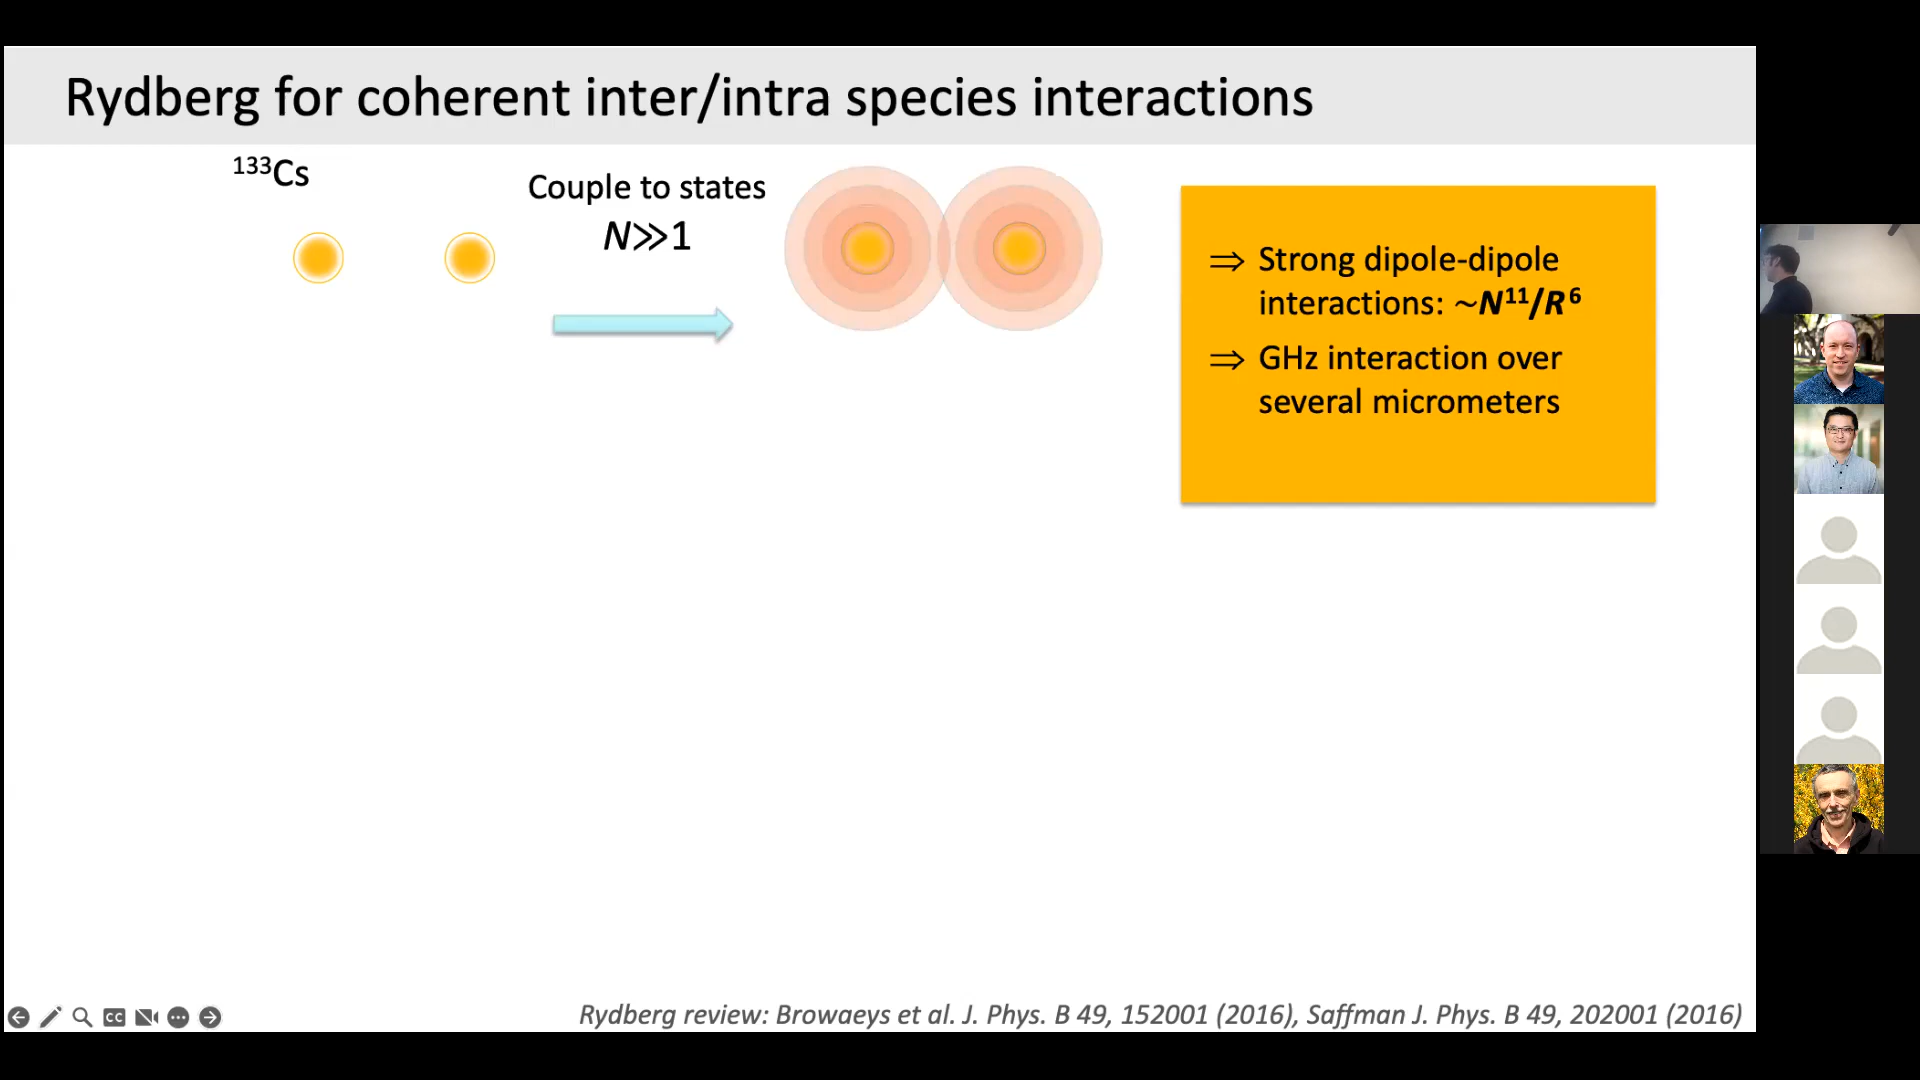 Rydberg for coherent inter/intra species interactions
¹³³Cs
Couple to states
N≫1
⇒ Strong dipole-dipole
interactions: ~N¹¹/R⁶
⇒ GHz interaction over
several micrometers
CC
Rydberg review: Browaeys et al. J. Phys. B 49, 152001 (2016), Saffman J. Phys. B 49, 202001 (2016)